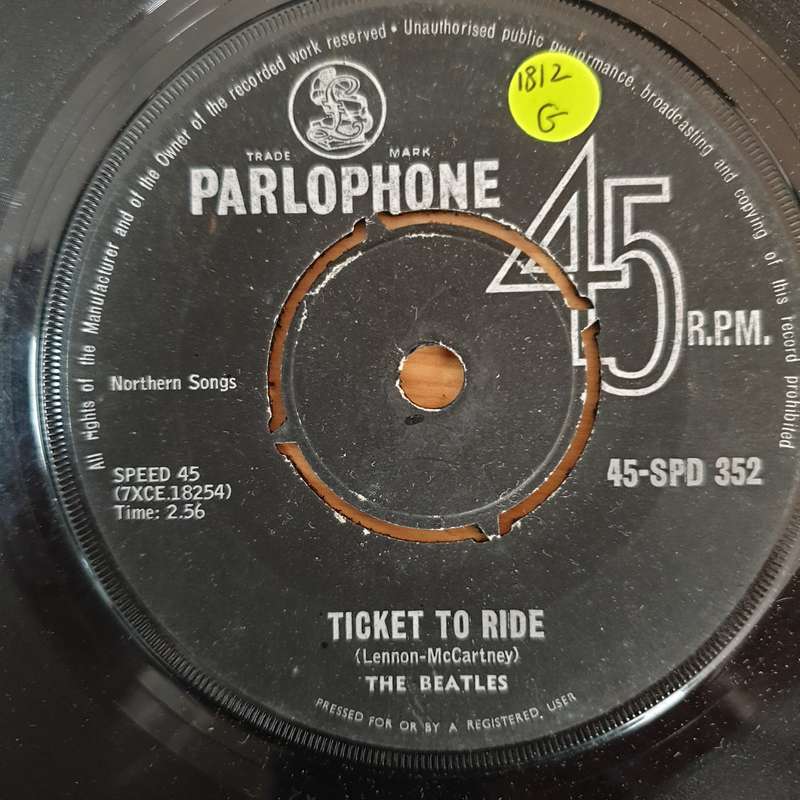 All rights of the Manufacturer and of the Owner of the recorded work reserved • Unauthorised public performance, broadcasting and copying of this record prohibited
1812
G
TRADE MARK
PARLOPHONE
45
R.P.M.
Northern Songs
SPEED 45
(7XCE.18254)
Time: 2.56
45-SPD 352
TICKET TO RIDE
(Lennon-McCartney)
THE BEATLES
PRESSED FOR OR BY A REGISTERED. USER